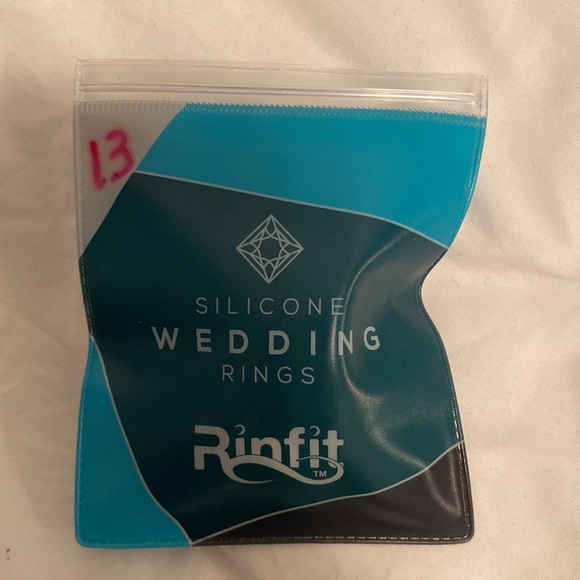 13
SILICONE
WEDDING
RINGS
Rinfit
TM